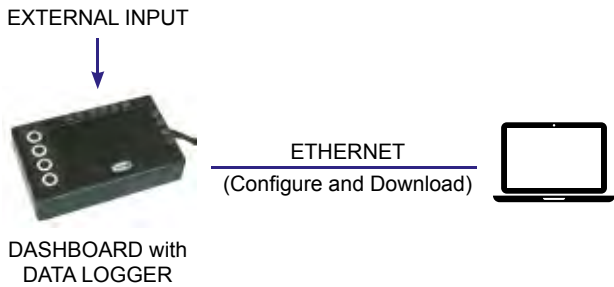 EXTERNAL INPUT
ETHERNET
(Configure and Download)
DASHBOARD with
DATA LOGGER